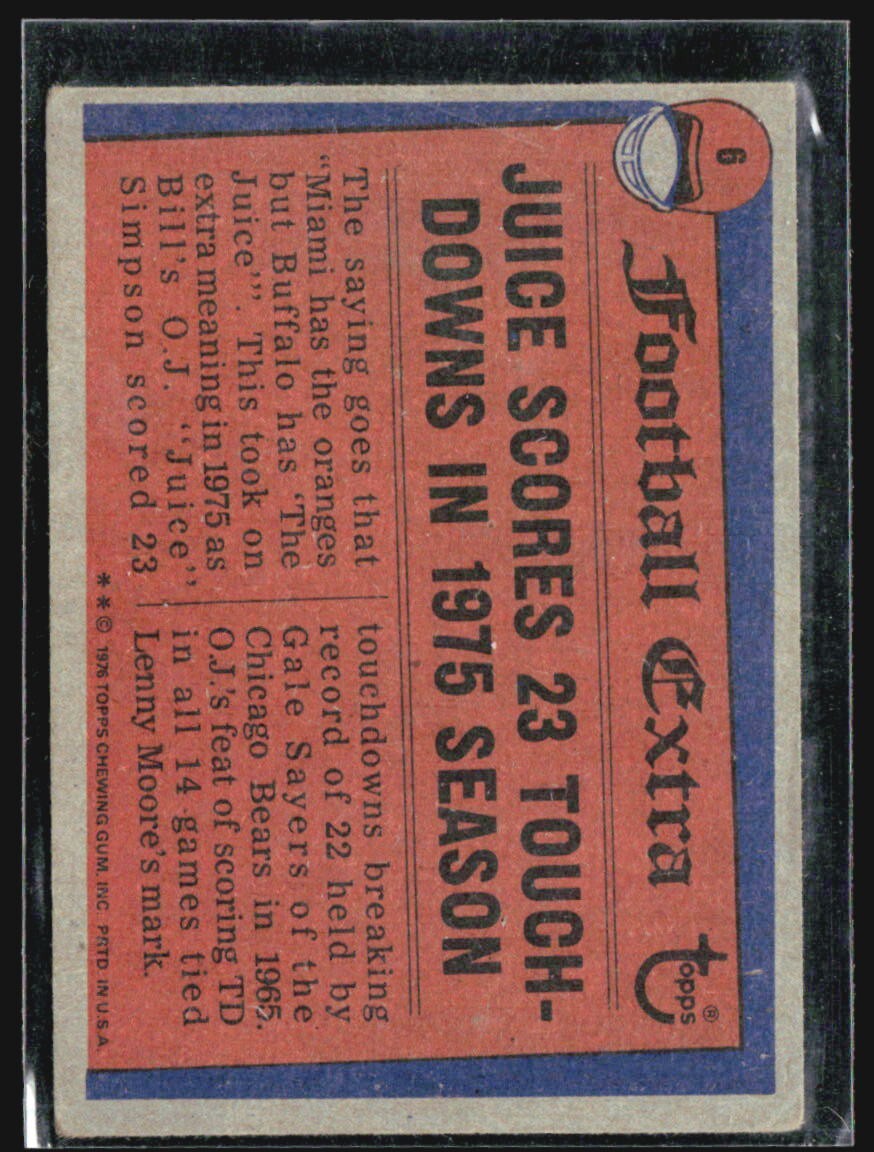 6
Football Extra
topps®
JUICE SCORES 23 TOUCH-
DOWNS IN 1975 SEASON
The saying goes that
“Miami has the oranges
but Buffalo has ‘The
Juice’”. This took on
extra meaning in 1975 as
Bill's O.J. “Juice”
Simpson scored 23
touchdowns breaking
record of 22 held by
Gale Sayers of the
Chicago Bears in 1965.
O.J.'s feat of scoring TD
in all 14 games tied
Lenny Moore's mark.
**© 1976 TOPPS CHEWING GUM, INC. PRTD. IN U.S.A.